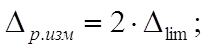 Δр.изм = 2 · Δlim ;